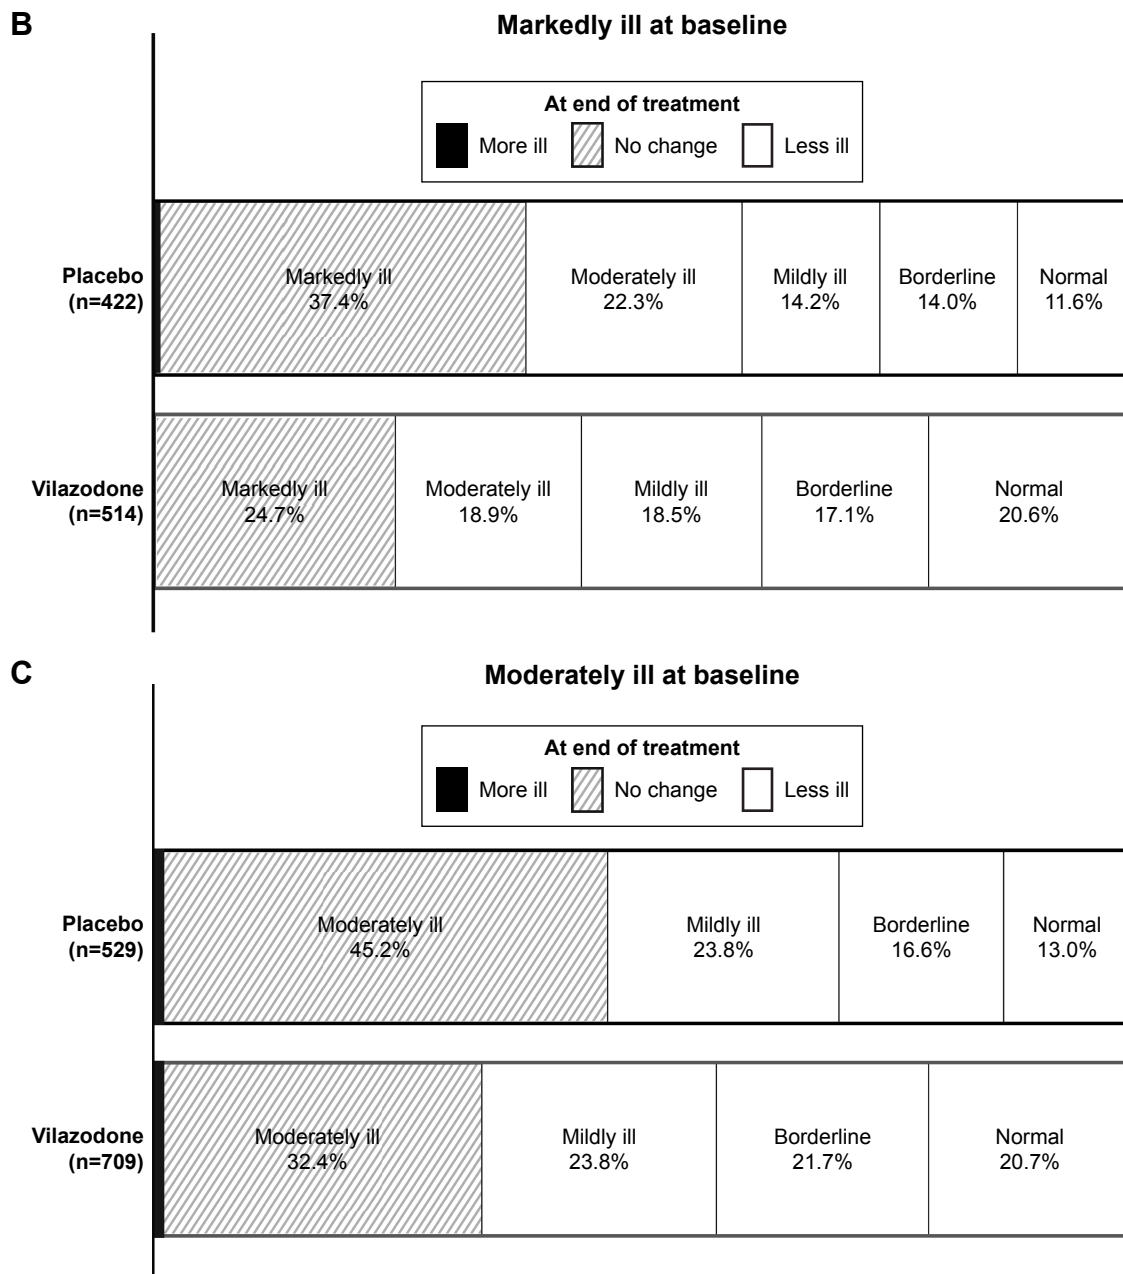 B
Markedly ill at baseline
At end of treatment
More ill
No change
Less ill
Placebo
(n=422)
Markedly ill
37.4%
Moderately ill
22.3%
Mildly ill
14.2%
Borderline
14.0%
Normal
11.6%
Vilazodone
(n=514)
Markedly ill
24.7%
Moderately ill
18.9%
Mildly ill
18.5%
Borderline
17.1%
Normal
20.6%
C
Moderately ill at baseline
At end of treatment
More ill
No change
Less ill
Placebo
(n=529)
Moderately ill
45.2%
Mildly ill
23.8%
Borderline
16.6%
Normal
13.0%
Vilazodone
(n=709)
Moderately ill
32.4%
Mildly ill
23.8%
Borderline
21.7%
Normal
20.7%